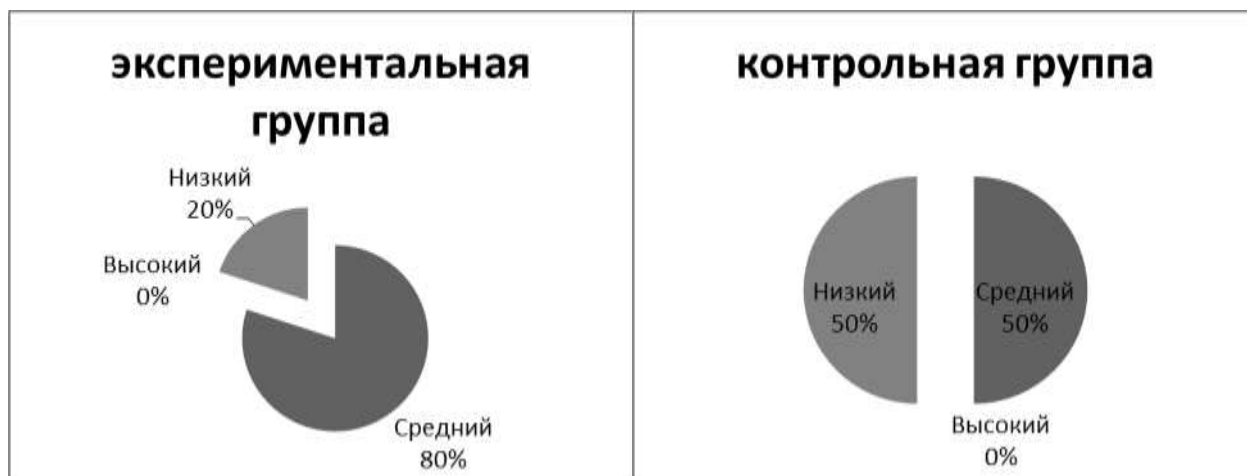 экспериментальная
группа
Низкий
20%
Высокий
0%
Средний
80%
контрольная группа
Низкий
50%
Средний
50%
Высокий
0%